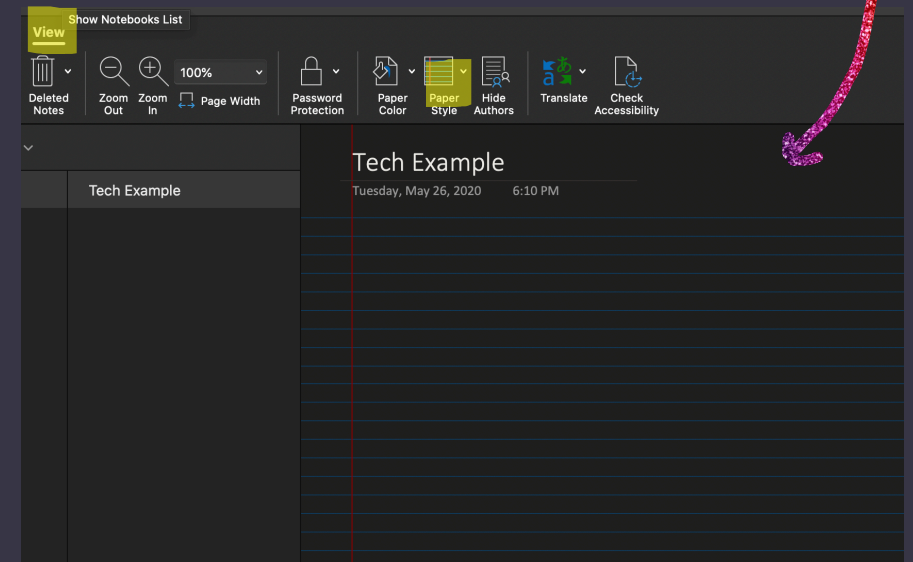 Show Notebooks List
View
100%
Deleted Notes
Zoom Out
Zoom In
Page Width
Password Protection
Paper Color
Paper Style
Hide Authors
Translate
Check Accessibility
あ
a
Tech Example
Tech Example
Tuesday, May 26, 2020 6:10 PM